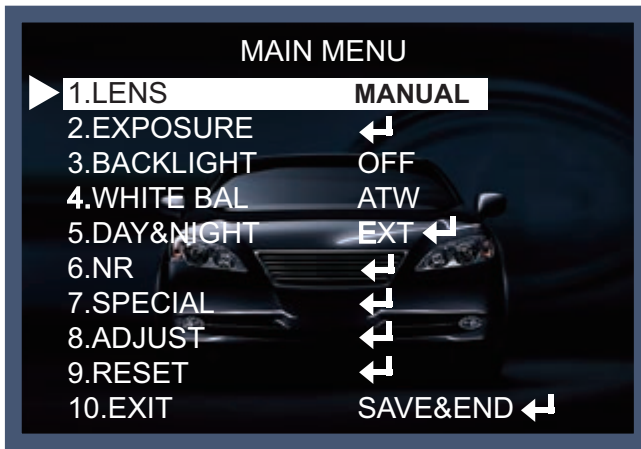 MAIN MENU
1.LENS MANUAL
2.EXPOSURE ↵
3.BACKLIGHT OFF
4.WHITE BAL ATW
5.DAY&NIGHT EXT ↵
6.NR ↵
7.SPECIAL ↵
8.ADJUST ↵
9.RESET ↵
10.EXIT SAVE&END ↵